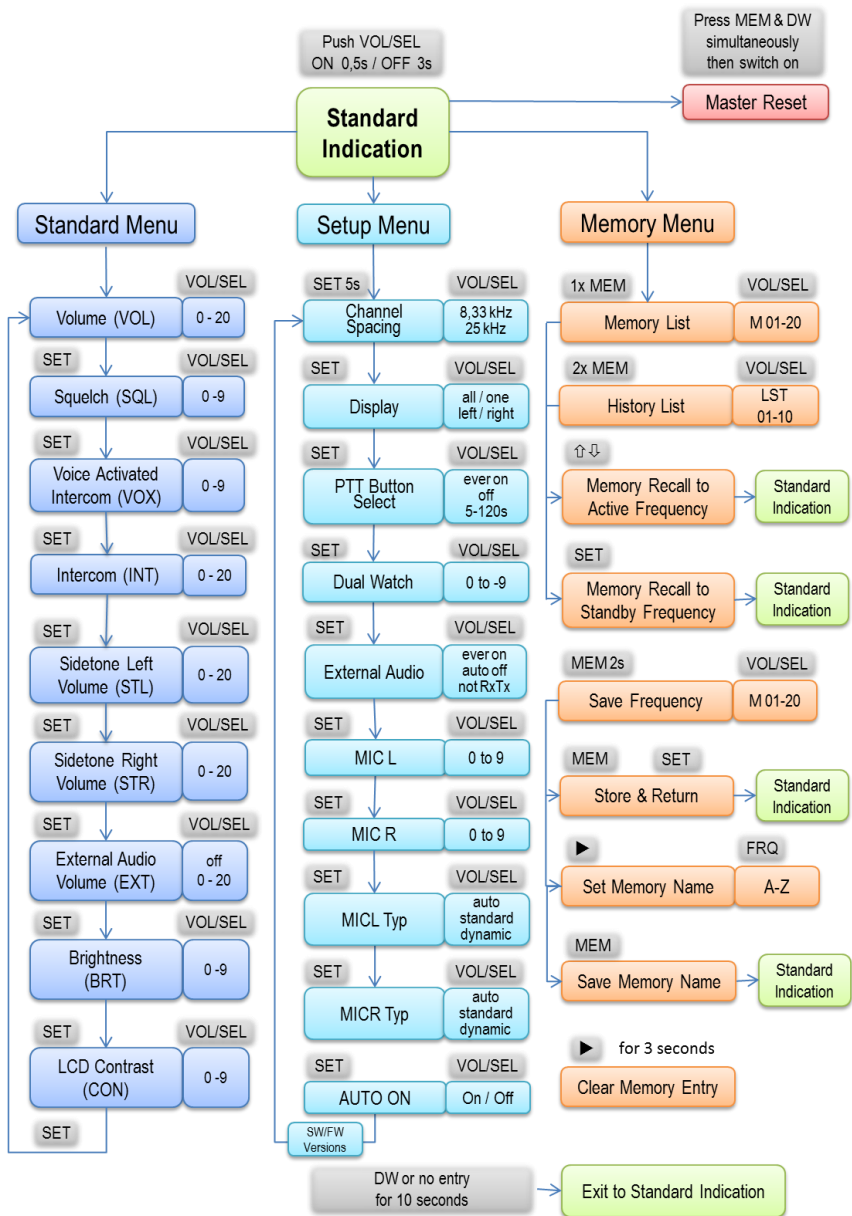 Push VOL/SEL
ON 0,5s / OFF 3s
Press MEM & DW
simultaneously
then switch on
Standard
Indication
Master Reset
Standard Menu
VOL/SEL
Volume (VOL)
0 - 20
SET
VOL/SEL
Squelch (SQL)
0 -9
SET
VOL/SEL
Voice Activated
Intercom (VOX)
0 -9
SET
VOL/SEL
Intercom (INT)
0 - 20
SET
VOL/SEL
Sidetone Left
Volume (STL)
0 - 20
SET
VOL/SEL
Sidetone Right
Volume (STR)
0 - 20
SET
VOL/SEL
External Audio
Volume (EXT)
off
0 - 20
SET
VOL/SEL
Brightness
(BRT)
0 -9
SET
VOL/SEL
LCD Contrast
(CON)
0 -9
SET
Setup Menu
SET 5s
VOL/SEL
Channel
Spacing
8,33 kHz
25 kHz
SET
VOL/SEL
Display
all / one
left / right
SET
VOL/SEL
PTT Button
Select
ever on
off
5-120s
SET
VOL/SEL
Dual Watch
0 to -9
SET
VOL/SEL
External Audio
ever on
auto off
not RxTx
SET
VOL/SEL
MIC L
0 to 9
SET
VOL/SEL
MIC R
0 to 9
SET
VOL/SEL
MICL Typ
auto
standard
dynamic
SET
VOL/SEL
MICR Typ
auto
standard
dynamic
SET
VOL/SEL
AUTO ON
On / Off
SW/FW
Versions
Memory Menu
1x MEM
VOL/SEL
Memory List
M 01-20
2x MEM
VOL/SEL
History List
LST
01-10
⇧⇩
Memory Recall to
Active Frequency
Standard
Indication
SET
Memory Recall to
Standby Frequency
Standard
Indication
MEM 2s
VOL/SEL
Save Frequency
M 01-20
MEM
SET
Store & Return
Standard
Indication
▶
FRQ
Set Memory Name
A-Z
MEM
Save Memory Name
Standard
Indication
▶ for 3 seconds
Clear Memory Entry
DW or no entry
for 10 seconds
Exit to Standard Indication